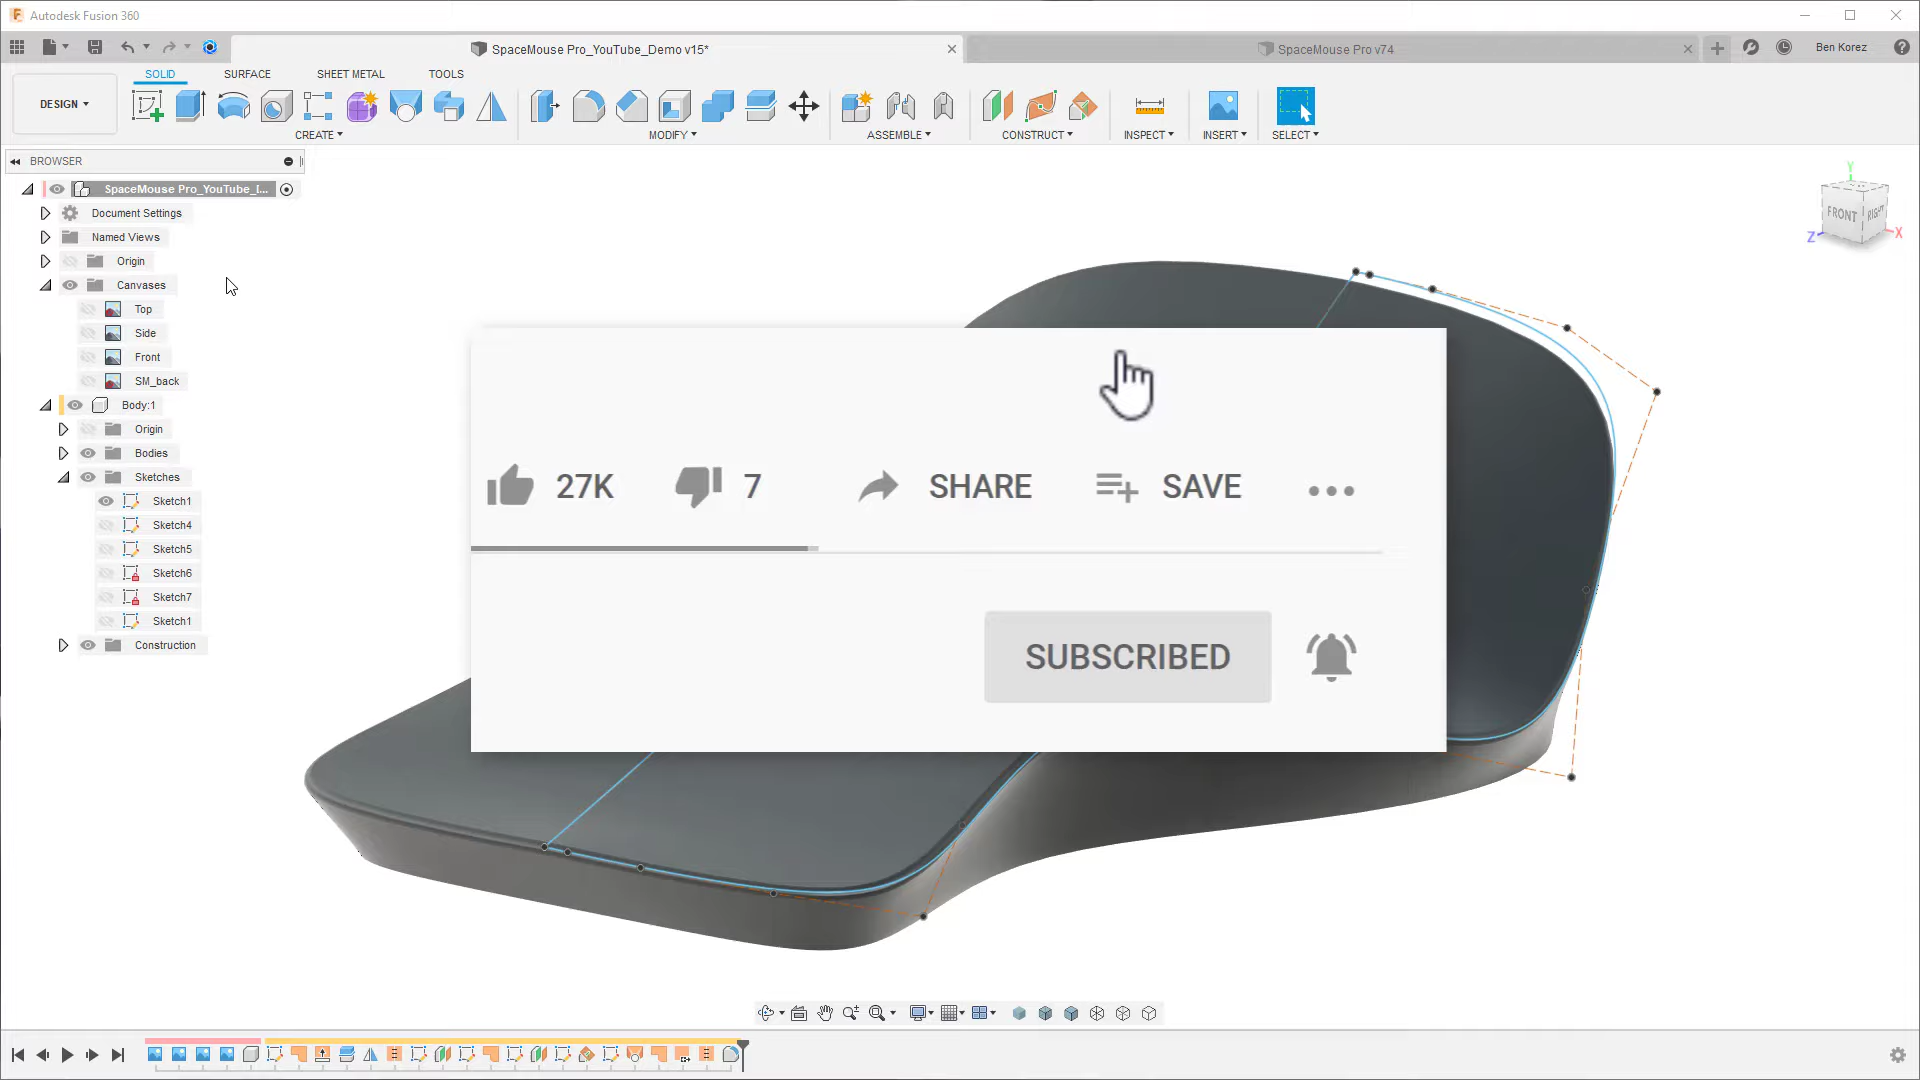 Autodesk Fusion 360
SpaceMouse Pro_YouTube_Demo v15*
SpaceMouse Pro v74
Ben Korez
DESIGN
SOLID
SURFACE
SHEET METAL
TOOLS
CREATE
MODIFY
ASSEMBLE
CONSTRUCT
INSPECT
INSERT
SELECT
BROWSER
SpaceMouse Pro_YouTube_I...
Document Settings
Named Views
Origin
Canvases
Top
Side
Front
SM_back
Body:1
Origin
Bodies
Sketches
Sketch1
Sketch4
Sketch5
Sketch6
Sketch7
Sketch1
Construction
Y
FRONT
RIGHT
Z
X
27K
7
SHARE
SAVE
SUBSCRIBED